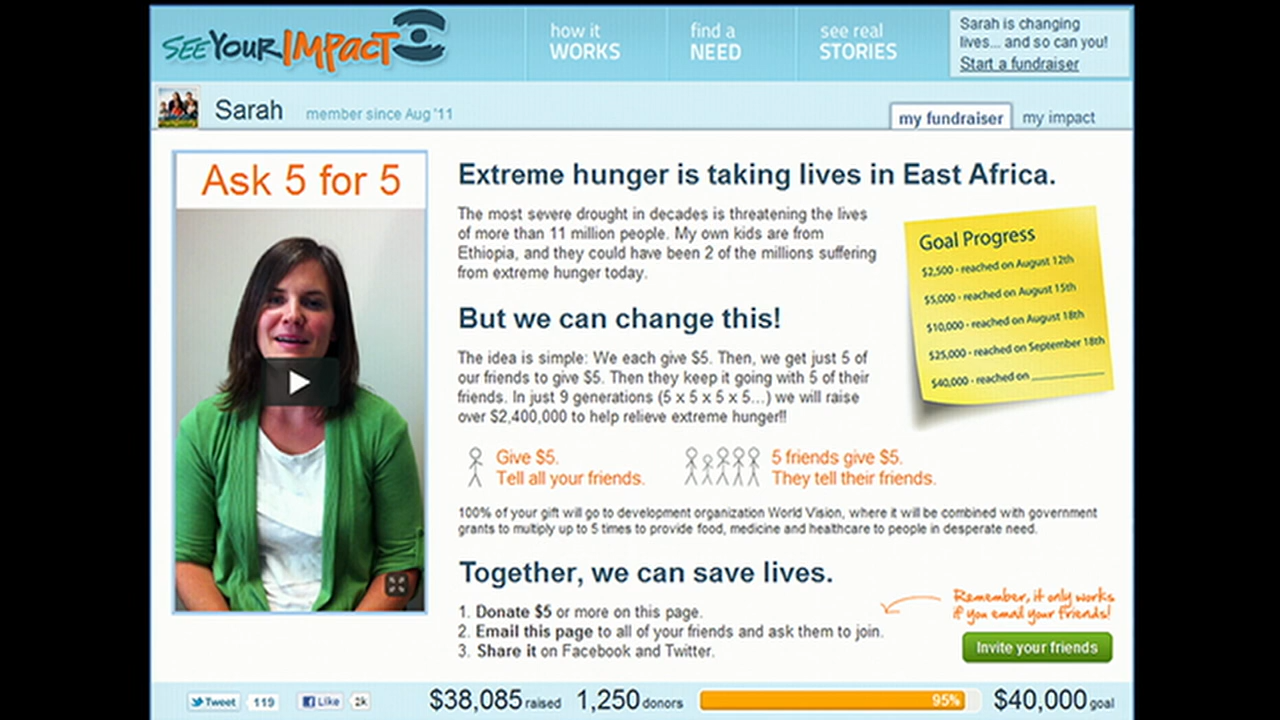 SEE YOUR IMPACT
how it
WORKS
find a
NEED
see real
STORIES
Sarah is changing
lives... and so can you!
Start a fundraiser
Sarah
member since Aug '11
my fundraiser
my impact
Ask 5 for 5
Extreme hunger is taking lives in East Africa.
The most severe drought in decades is threatening the lives
of more than 11 million people. My own kids are from
Ethiopia, and they could have been 2 of the millions suffering
from extreme hunger today.
Goal Progress
$2,500 - reached on August 12th
$5,000 - reached on August 15th
$10,000 - reached on August 18th
$25,000 - reached on September 18th
$40,000 - reached on ____________
But we can change this!
The idea is simple: We each give $5. Then, we get just 5 of
our friends to give $5. Then they keep it going with 5 of their
friends. In just 9 generations (5 x 5 x 5 x 5...) we will raise
over $2,400,000 to help relieve extreme hunger!!
Give $5.
Tell all your friends.
5 friends give $5.
They tell their friends.
100% of your gift will go to development organization World Vision, where it will be combined with government
grants to multiply up to 5 times to provide food, medicine and healthcare to people in desperate need.
Together, we can save lives.
1. Donate $5 or more on this page.
2. Email this page to all of your friends and ask them to join.
3. Share it on Facebook and Twitter.
Remember, it only works
if you email your friends!
Invite your friends
Tweet 119
Like 2k
$38,085 raised
1,250 donors
95%
$40,000 goal